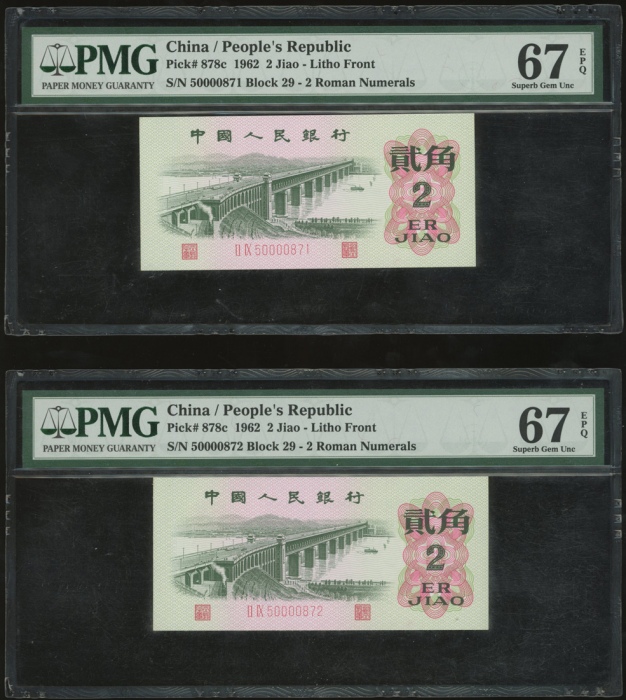 PMG
PAPER MONEY GUARANTY
China / People's Republic
Pick# 878c 1962 2 Jiao - Litho Front
S/N 50000871 Block 29 - 2 Roman Numerals
67 EPQ
Superb Gem Unc
中國人民銀行
貳角
2
ER
JIAO
II IX 50000871
PMG
PAPER MONEY GUARANTY
China / People's Republic
Pick# 878c 1962 2 Jiao - Litho Front
S/N 50000872 Block 29 - 2 Roman Numerals
67 EPQ
Superb Gem Unc
中國人民銀行
貳角
2
ER
JIAO
II IX 50000872